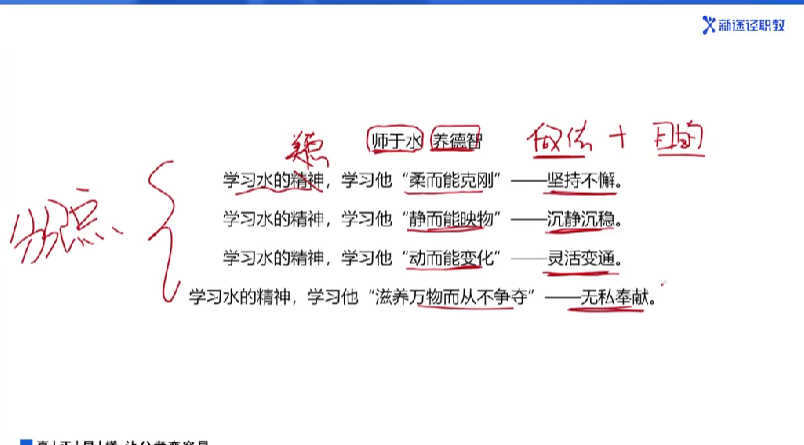 新途径职教
师于水 养德智 做法 + 目的
学习水的精神，学习他“柔而能克刚”——坚持不懈。
学习水的精神，学习他“静而能映物”——沉静沉稳。
分论点、
学习水的精神，学习他“动而能变化”——灵活变通。
学习水的精神，学习他“滋养万物而从不争夺”——无私奉献。